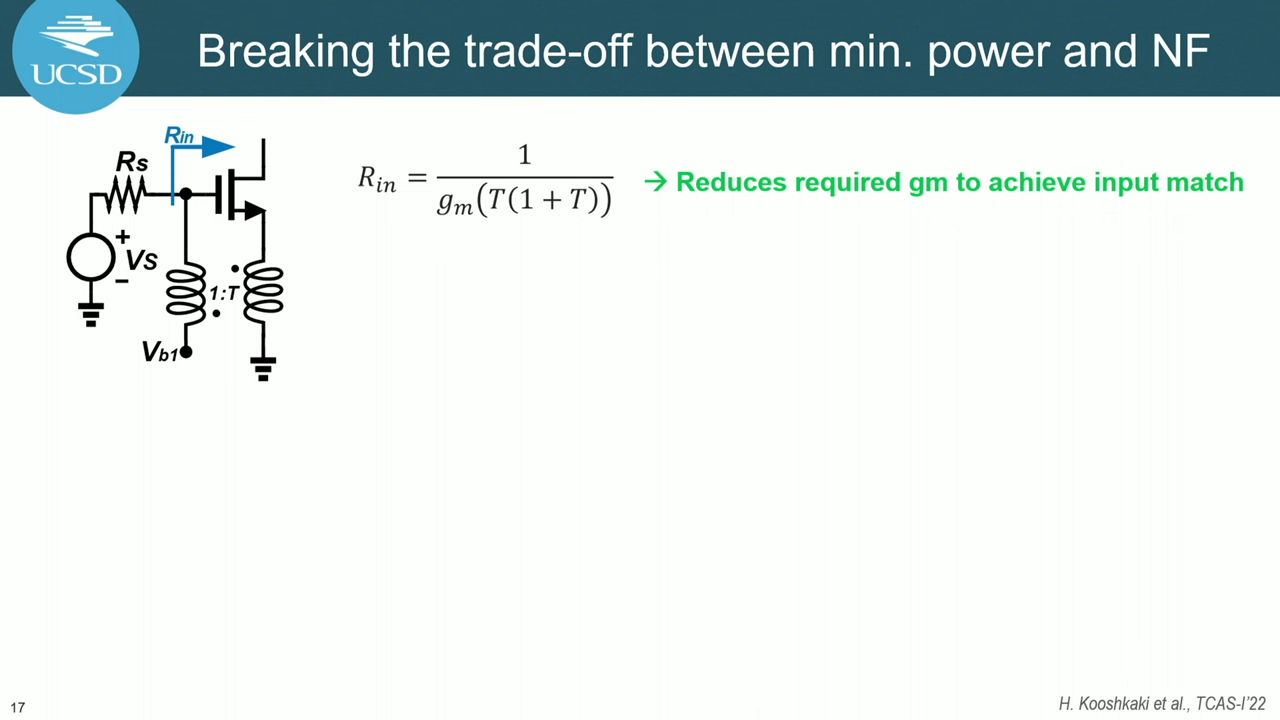 UCSD
Breaking the trade-off between min. power and NF
Rin
Rs
R_{in} = \frac{1}{g_m(T(1+T))}
→ Reduces required gm to achieve input match
+
Vs
−
1:T
Vb1
17
H. Kooshkaki et al., TCAS-I'22